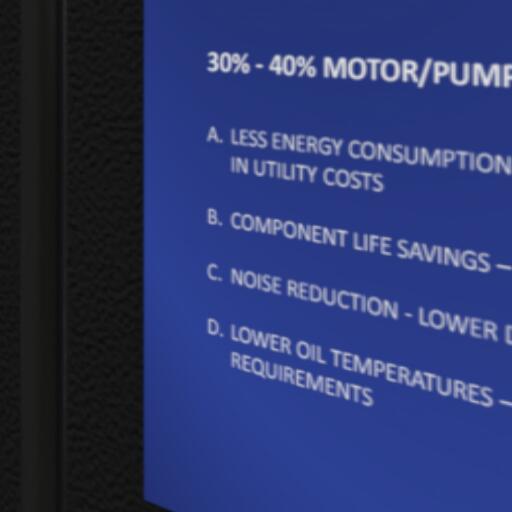 30% - 40% MOTOR/PUMP
A. LESS ENERGY CONSUMPTION
IN UTILITY COSTS
B. COMPONENT LIFE SAVINGS –
C. NOISE REDUCTION - LOWER
D. LOWER OIL TEMPERATURES –
REQUIREMENTS